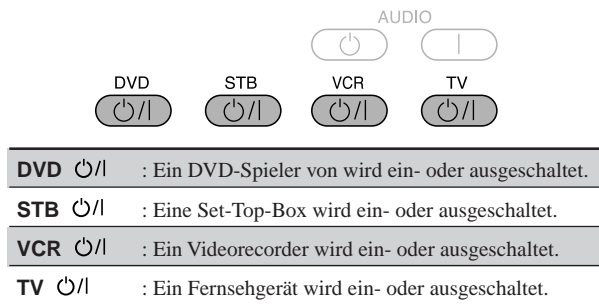 AUDIO
⏻ |
DVD STB VCR TV
⏻/I ⏻/I ⏻/I ⏻/I
DVD ⏻/I : Ein DVD-Spieler von wird ein- oder ausgeschaltet.
STB ⏻/I : Eine Set-Top-Box wird ein- oder ausgeschaltet.
VCR ⏻/I : Ein Videorecorder wird ein- oder ausgeschaltet.
TV ⏻/I : Ein Fernsehgerät wird ein- oder ausgeschaltet.